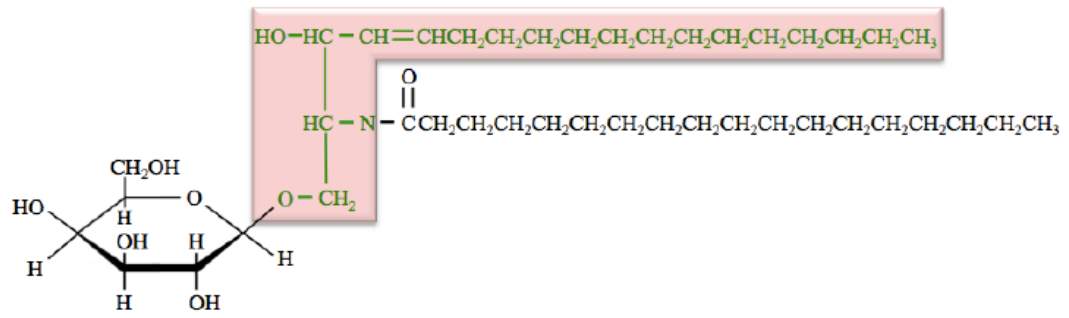 HO–HC–CH=CHCH₂CH₂CH₂CH₂CH₂CH₂CH₂CH₂CH₂CH₂CH₂CH₂CH₃
O
HC–N–CCH₂CH₂CH₂CH₂CH₂CH₂CH₂CH₂CH₂CH₂CH₂CH₂CH₂CH₂CH₂CH₂CH₃
CH₂OH
O O–CH₂
HO
H
OH H
H H
H OH